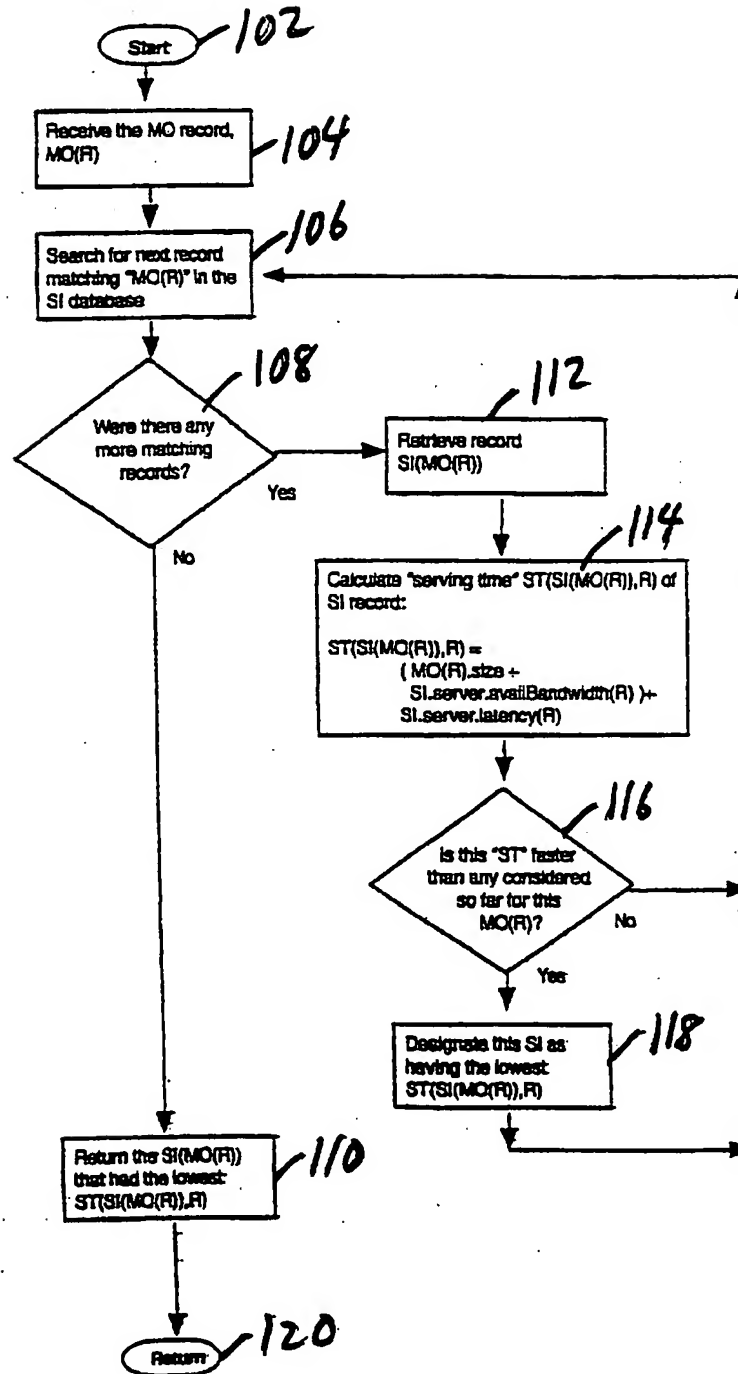 Start
102
Receive the MO record,
MO(R)
104
Search for next record
matching "MO(R)" in the
SI database
106
Were there any
more matching
records?
108
Yes
No
Retrieve record
SI(MO(R))
112
Calculate "serving time" ST(SI(MO(R)),R) of
SI record:
ST(SI(MO(R)),R) =
( MO(R).size ÷
SI.server.availBandwidth(R) )+
SI.server.latency(R)
114
Is this "ST" faster
than any considered
so far for this
MO(R)?
116
No
Yes
Designate this SI as
having the lowest
ST(SI(MO(R)),R)
118
Return the SI(MO(R))
that had the lowest
ST(SI(MO(R)),R)
110
Return
120